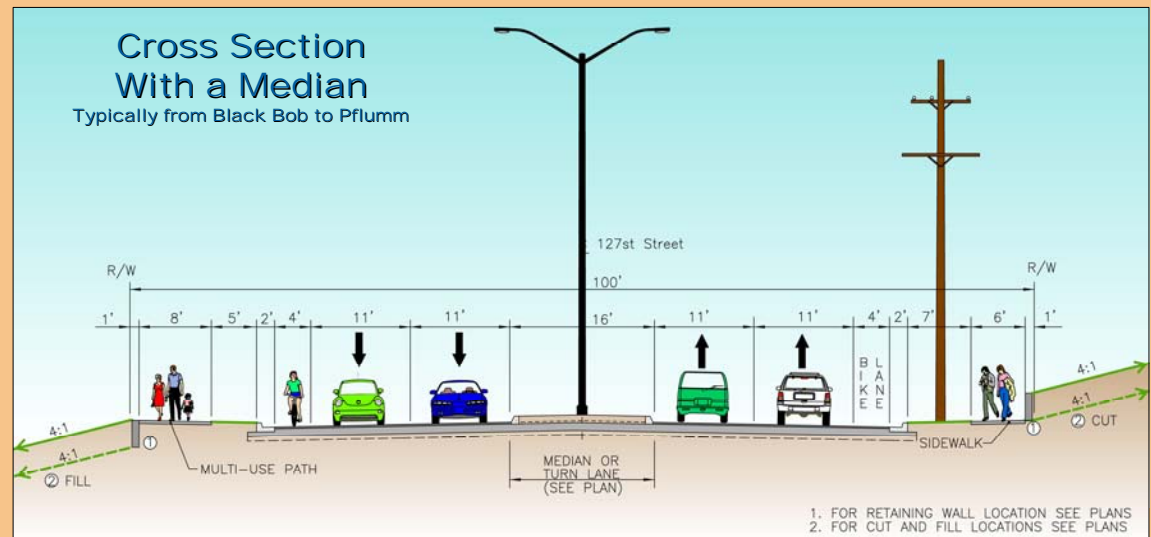 Cross Section
With a Median
Typically from Black Bob to Pflumm
127st Street
R/W
R/W
100'
1'
8'
5'
2'
4'
11'
11'
16'
11'
11'
4'
2'
7'
6'
1'
BIKE
LANE
4:1
4:1
4:1
4:1
①
② FILL
MULTI-USE PATH
MEDIAN OR
TURN LANE
(SEE PLAN)
SIDEWALK
①
② CUT
1. FOR RETAINING WALL LOCATION SEE PLANS
2. FOR CUT AND FILL LOCATIONS SEE PLANS